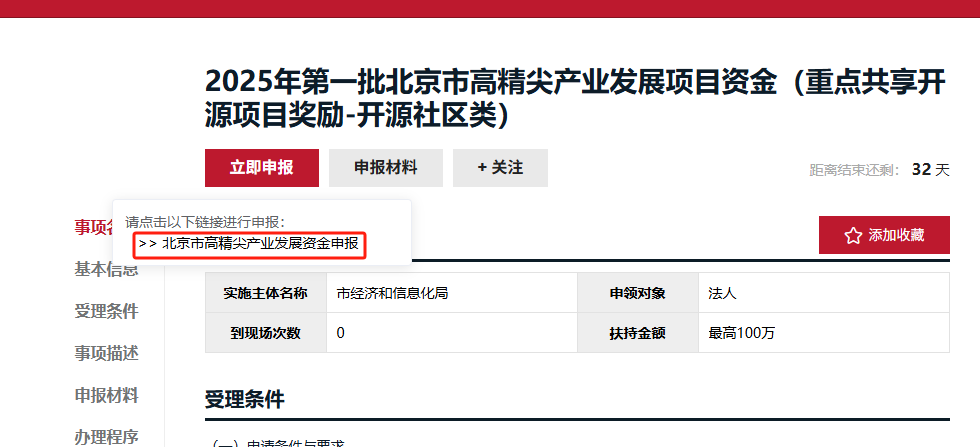 2025年第一批北京市高精尖产业发展项目资金（重点共享开
源项目奖励-开源社区类）
立即申报
申报材料
+ 关注
距离结束还剩： 32 天
请点击以下链接进行申报：
>> 北京市高精尖产业发展资金申报
添加收藏
事项名
基本信息
受理条件
事项描述
申报材料
办理程序
实施主体名称 市经济和信息化局 申领对象 法人
到现场次数 0 扶持金额 最高100万
受理条件
（一）申请条件与要求